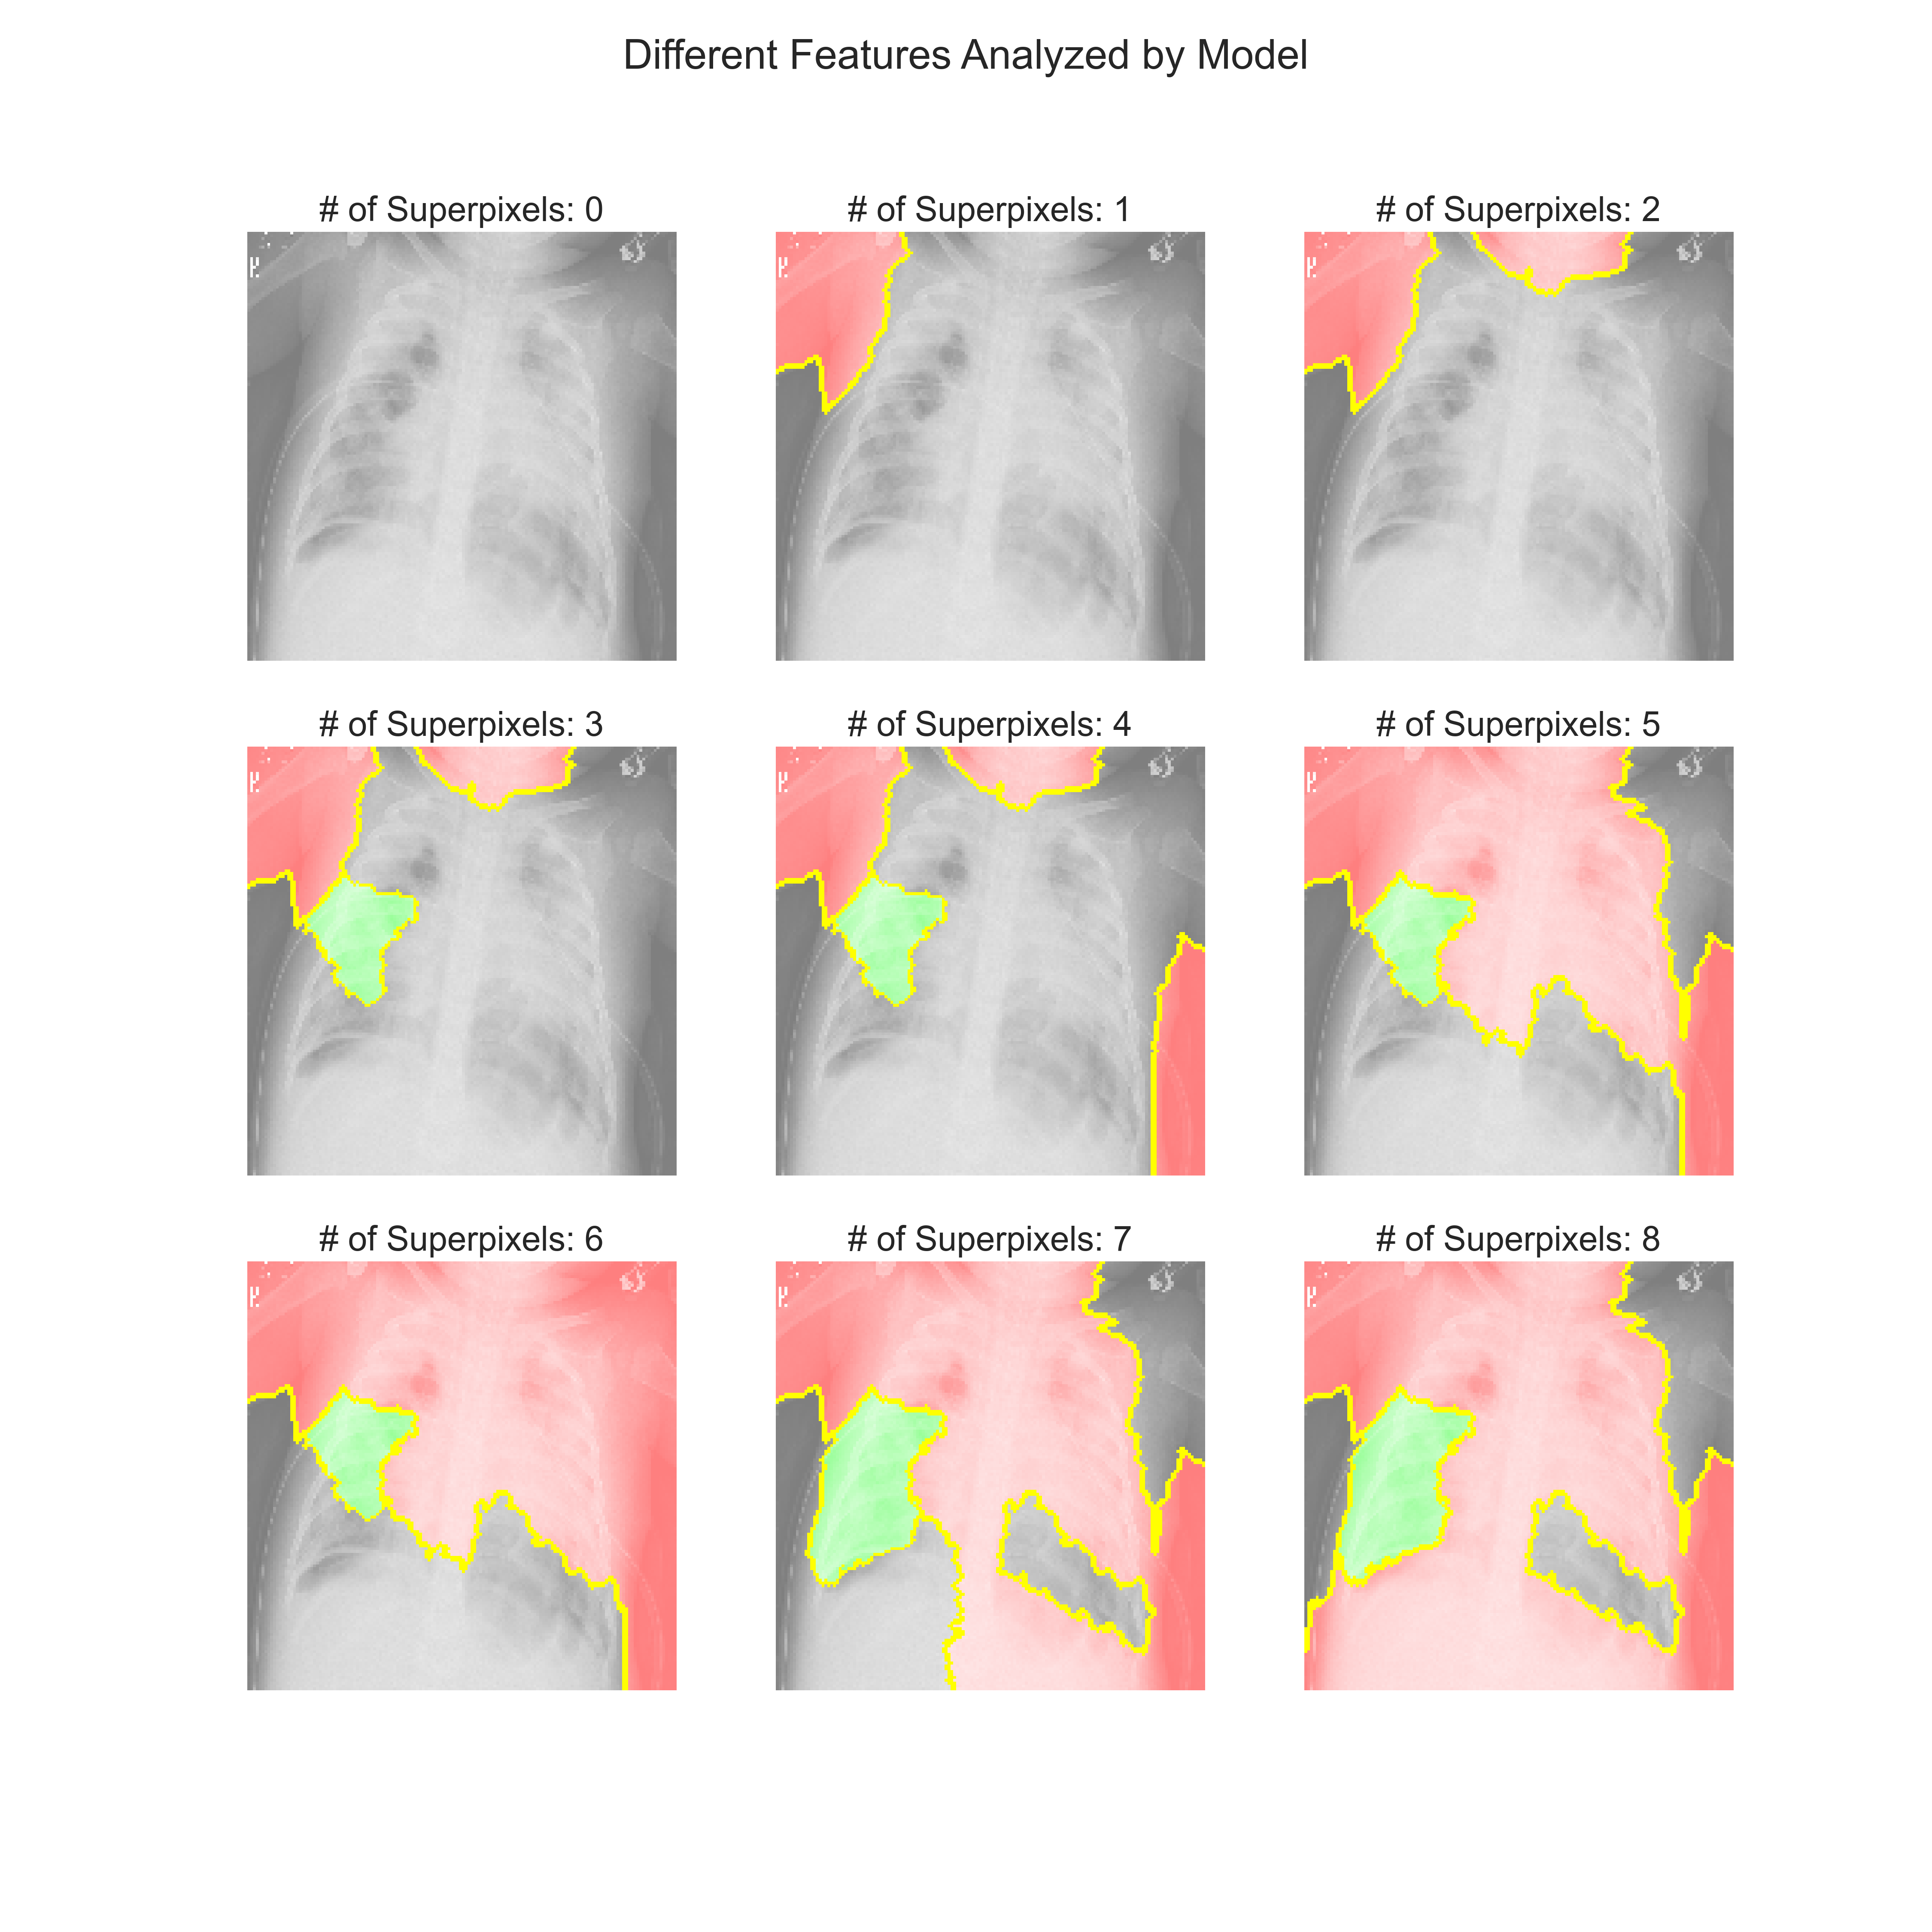 Different Features Analyzed by Model
# of Superpixels: 0
# of Superpixels: 1
# of Superpixels: 2
# of Superpixels: 3
# of Superpixels: 4
# of Superpixels: 5
# of Superpixels: 6
# of Superpixels: 7
# of Superpixels: 8